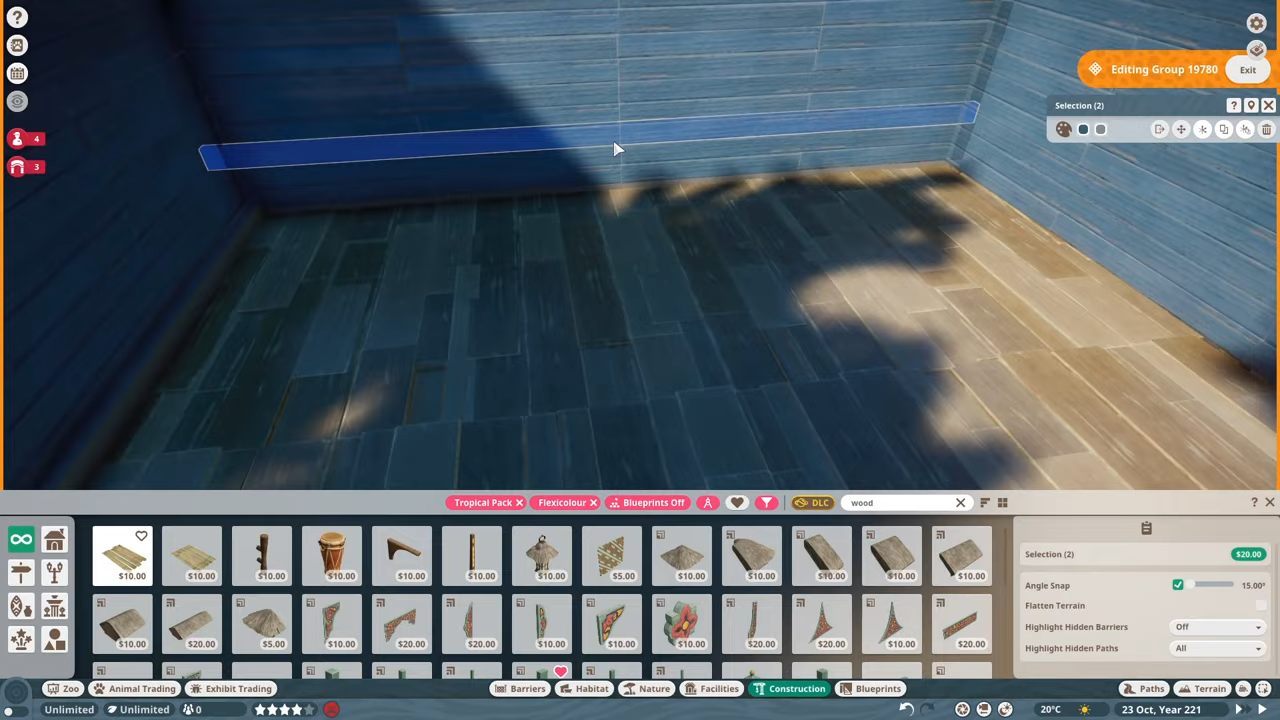 Editing Group 19780
Exit
Selection (2)
?
4
3
Tropical Pack
Flexicolour
Blueprints Off
DLC
wood
?
$10.00 $10.00 $10.00 $10.00 $10.00 $10.00 $10.00 $5.00 $10.00 $10.00 $10.00 $10.00 $10.00
$10.00 $20.00 $5.00 $10.00 $10.00 $10.00 $10.00 $10.00 $10.00 $20.00 $10.00 $10.00 $20.00
Selection (2) $20.00
Angle Snap 15.00°
Flatten Terrain
Highlight Hidden Barriers Off
Highlight Hidden Paths All
Zoo Animal Trading Exhibit Trading Barriers Habitat Nature Facilities Construction Blueprints Paths Terrain
Unlimited Unlimited 0 20°C 23 Oct, Year 221